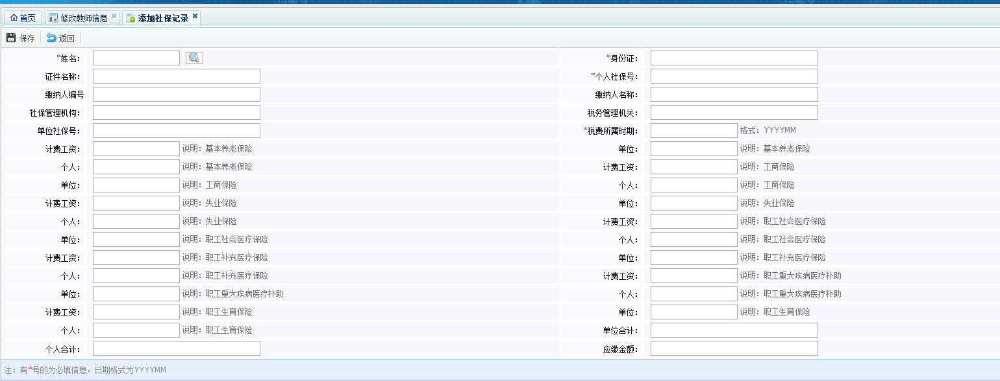 首页 修改教师信息 添加社保记录
保存 返回
*姓名: *身份证:
证件名称: *个人社保号:
缴纳人编号 缴纳人名称:
社保管理机构: 税务管理机关:
单位社保号: *税费所属时期: 格式: YYYYMM
计费工资: 说明: 基本养老保险 单位: 说明: 基本养老保险
个人: 说明: 基本养老保险 计费工资: 说明: 工商保险
单位: 说明: 工商保险 个人: 说明: 工商保险
计费工资: 说明: 失业保险 单位: 说明: 失业保险
个人: 说明: 失业保险 计费工资: 说明: 职工社会医疗保险
单位: 说明: 职工社会医疗保险 个人: 说明: 职工社会医疗保险
计费工资: 说明: 职工补充医疗保险 单位: 说明: 职工补充医疗保险
个人: 说明: 职工补充医疗保险 计费工资: 说明: 职工重大疾病医疗补助
单位: 说明: 职工重大疾病医疗补助 个人: 说明: 职工重大疾病医疗补助
计费工资: 说明: 职工生育保险 单位: 说明: 职工生育保险
个人: 说明: 职工生育保险 单位合计:
个人合计: 应缴金额:
注: 有*号的为必填信息，日期格式为YYYYMM